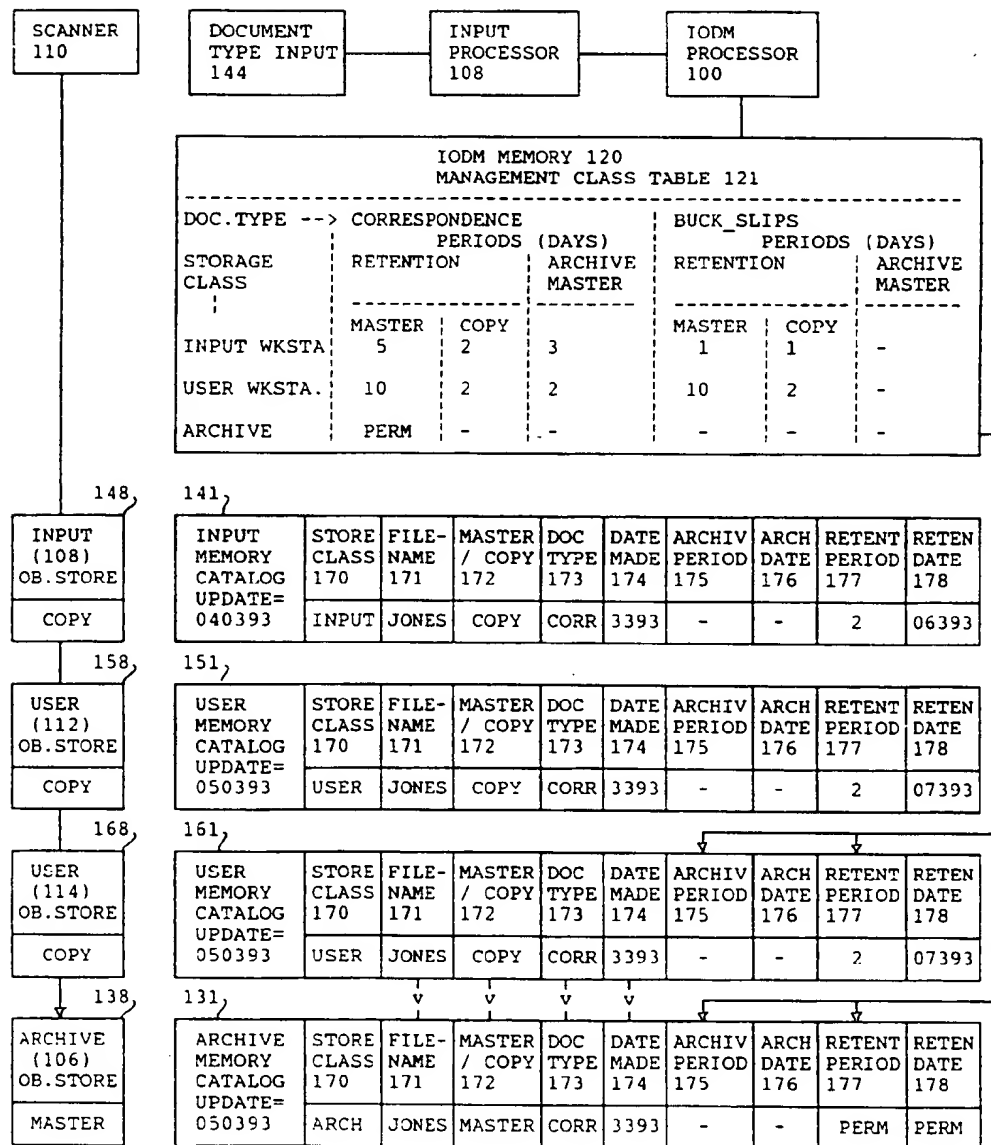 SCANNER 110
DOCUMENT TYPE INPUT 144
INPUT PROCESSOR 108
IODM PROCESSOR 100
IODM MEMORY 120
MANAGEMENT CLASS TABLE 121
DOC.TYPE --> CORRESPONDENCE BUCK_SLIPS
PERIODS (DAYS) PERIODS (DAYS)
STORAGE RETENTION ARCHIVE RETENTION ARCHIVE
CLASS MASTER MASTER
MASTER COPY MASTER COPY
INPUT WKSTA 5 2 3 1 1 -
USER WKSTA. 10 2 2 10 2 -
ARCHIVE PERM - - - - -
148 141
INPUT INPUT STORE FILE- MASTER DOC DATE ARCHIV ARCH RETENT RETEN
(108) MEMORY CLASS NAME / COPY TYPE MADE PERIOD DATE PERIOD DATE
OB.STORE CATALOG 170 171 172 173 174 175 176 177 178
UPDATE=
COPY 040393 INPUT JONES COPY CORR 3393 - - 2 06393
158 151
USER USER STORE FILE- MASTER DOC DATE ARCHIV ARCH RETENT RETEN
(112) MEMORY CLASS NAME / COPY TYPE MADE PERIOD DATE PERIOD DATE
OB.STORE CATALOG 170 171 172 173 174 175 176 177 178
UPDATE=
COPY 050393 USER JONES COPY CORR 3393 - - 2 07393
168 161
USER USER STORE FILE- MASTER DOC DATE ARCHIV ARCH RETENT RETEN
(114) MEMORY CLASS NAME / COPY TYPE MADE PERIOD DATE PERIOD DATE
OB.STORE CATALOG 170 171 172 173 174 175 176 177 178
UPDATE=
COPY 050393 USER JONES COPY CORR 3393 - - 2 07393
138 131
ARCHIVE ARCHIVE STORE FILE- MASTER DOC DATE ARCHIV ARCH RETENT RETEN
(106) MEMORY CLASS NAME / COPY TYPE MADE PERIOD DATE PERIOD DATE
OB.STORE CATALOG 170 171 172 173 174 175 176 177 178
UPDATE=
MASTER 050393 ARCH JONES MASTER CORR 3393 - - PERM PERM